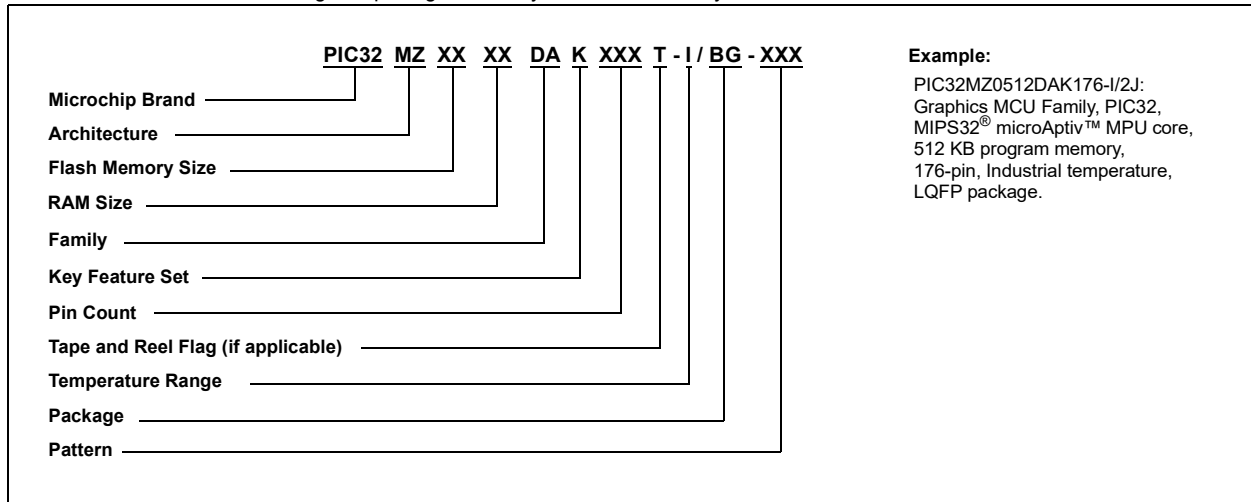 PIC32 MZ XX XX DA K XXX T - I / BG - XXX
Microchip Brand
Architecture
Flash Memory Size
RAM Size
Family
Key Feature Set
Pin Count
Tape and Reel Flag (if applicable)
Temperature Range
Package
Pattern
Example:
PIC32MZ0512DAK176-I/2J:
Graphics MCU Family, PIC32,
MIPS32® microAptiv™ MPU core,
512 KB program memory,
176-pin, Industrial temperature,
LQFP package.